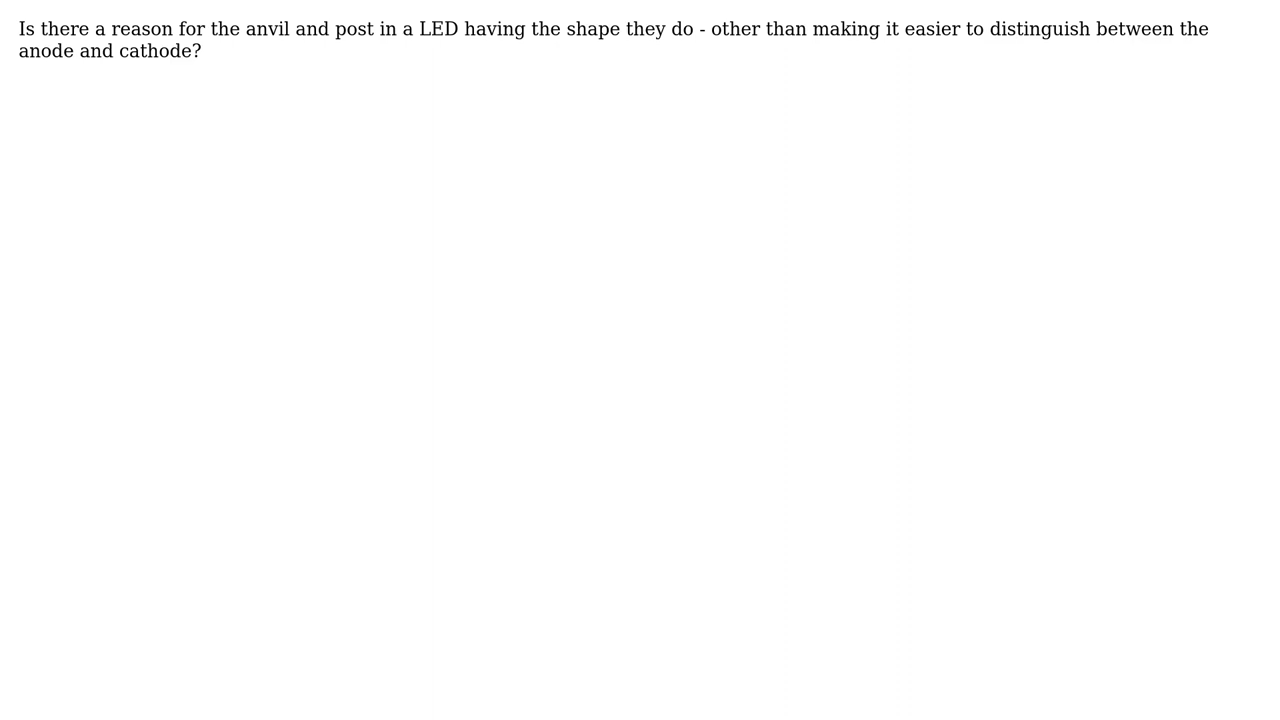 Is there a reason for the anvil and post in a LED having the shape they do - other than making it easier to distinguish between the
anode and cathode?